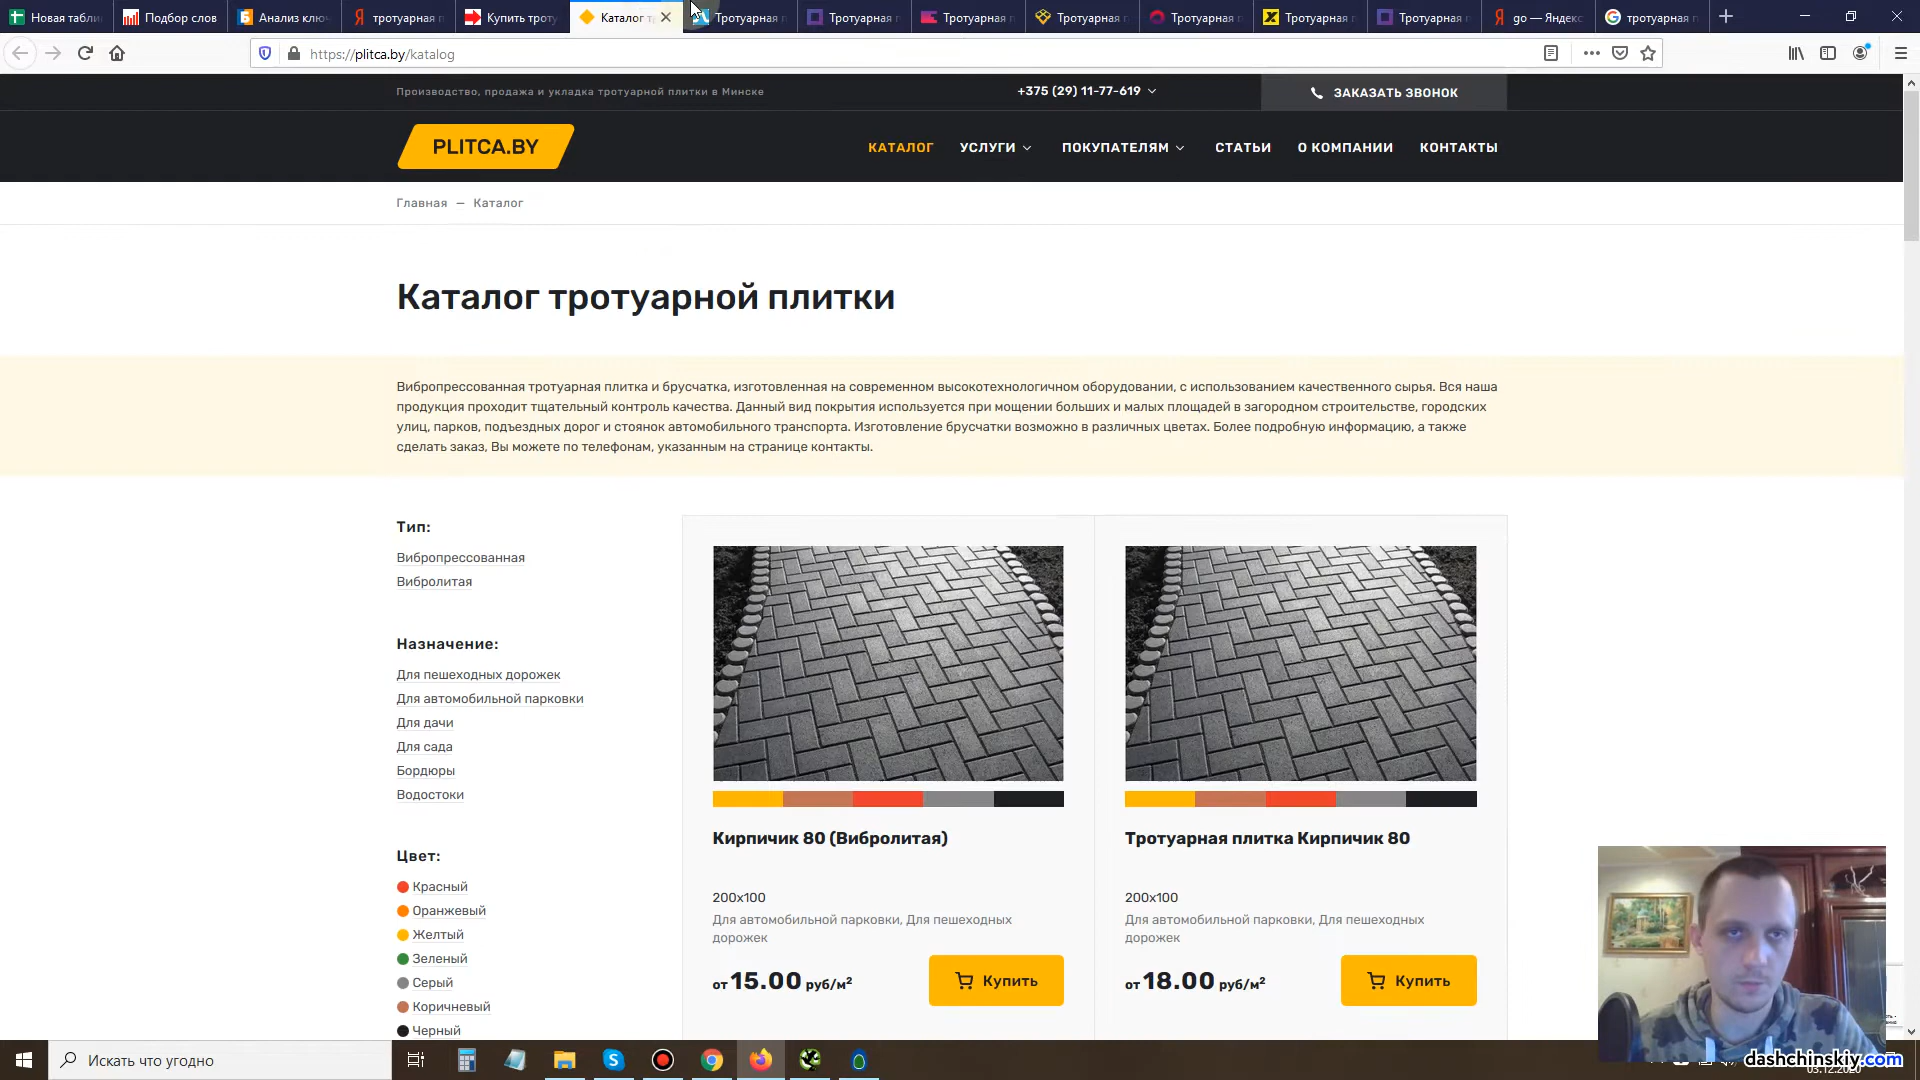 Новая табли
Подбор слов
Анализ клю
тротуарная п
Купить троту
Каталог т
Тротуарная п
Тротуарная п
Тротуарная п
Тротуарная п
Тротуарная п
Тротуарная п
Тротуарная п
go — Яндекс
тротуарная п
https://plitca.by/katalog
Производство, продажа и укладка тротуарной плитки в Минске
+375 (29) 11-77-619
ЗАКАЗАТЬ ЗВОНОК
PLITCA.BY
КАТАЛОГ
УСЛУГИ
ПОКУПАТЕЛЯМ
СТАТЬИ
О КОМПАНИИ
КОНТАКТЫ
Главная — Каталог
Каталог тротуарной плитки
Вибропрессованная тротуарная плитка и брусчатка, изготовленная на современном высокотехнологичном оборудовании, с использованием качественного сырья. Вся наша
продукция проходит тщательный контроль качества. Данный вид покрытия используется при мощении больших и малых площадей в загородном строительстве, городских
улиц, парков, подъездных дорог и стоянок автомобильного транспорта. Изготовление брусчатки возможно в различных цветах. Более подробную информацию, а также
сделать заказ, Вы можете по телефонам, указанным на странице контакты.
Тип:
Вибропрессованная
Вибролитая
Назначение:
Для пешеходных дорожек
Для автомобильной парковки
Для дачи
Для сада
Бордюры
Водостоки
Цвет:
Красный
Оранжевый
Желтый
Зеленый
Серый
Коричневый
Черный
Кирпичик 80 (Вибролитая)
200x100
Для автомобильной парковки, Для пешеходных
дорожек
от 15.00 руб/м²
Купить
Тротуарная плитка Кирпичик 80
200x100
Для автомобильной парковки, Для пешеходных
дорожек
от 18.00 руб/м²
Купить
Искать что угодно
dashchinskiy.com
03.12.2020